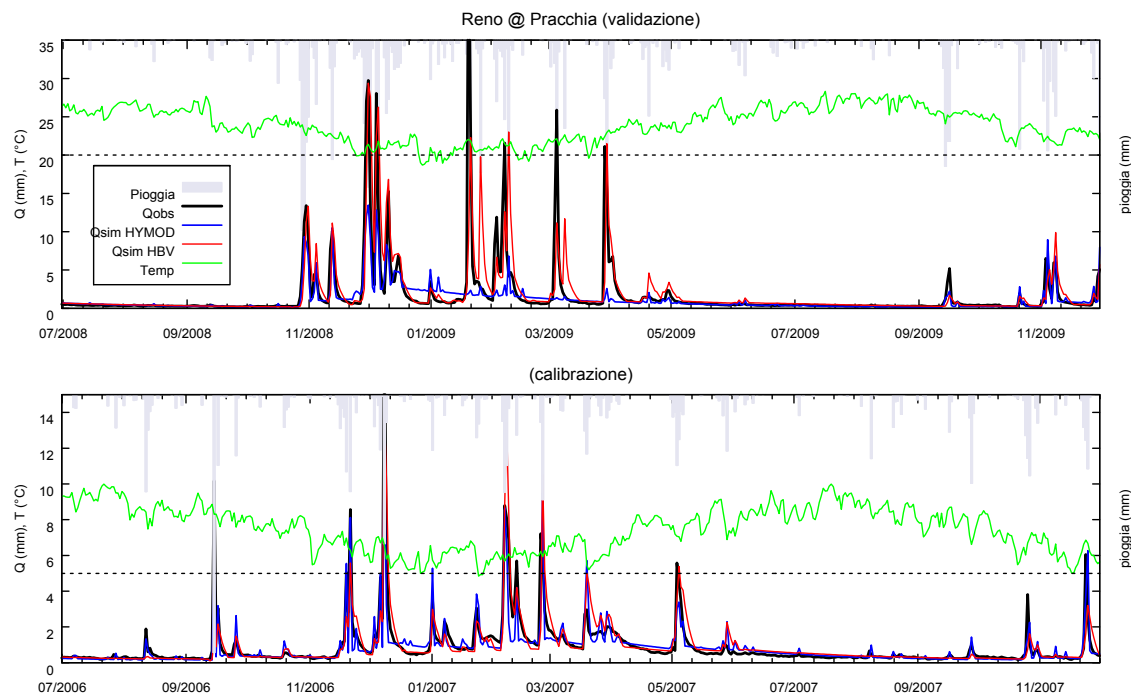 Reno @ Pracchia (validazione)
35
30
25
20
15
10
5
0
Q (mm), T (°C)
pioggia (mm)
Pioggia
Qobs
Qsim HYMOD
Qsim HBV
Temp
07/2008 09/2008 11/2008 01/2009 03/2009 05/2009 07/2009 09/2009 11/2009
(calibrazione)
14
12
10
8
6
4
2
0
Q (mm), T (°C)
pioggia (mm)
07/2006 09/2006 11/2006 01/2007 03/2007 05/2007 07/2007 09/2007 11/2007